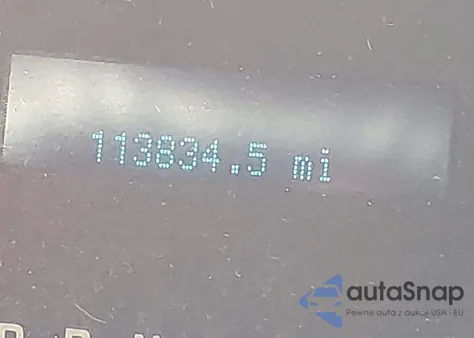 113834.5 mi
autaSnap
Pewne auta z aukcji USA · EU